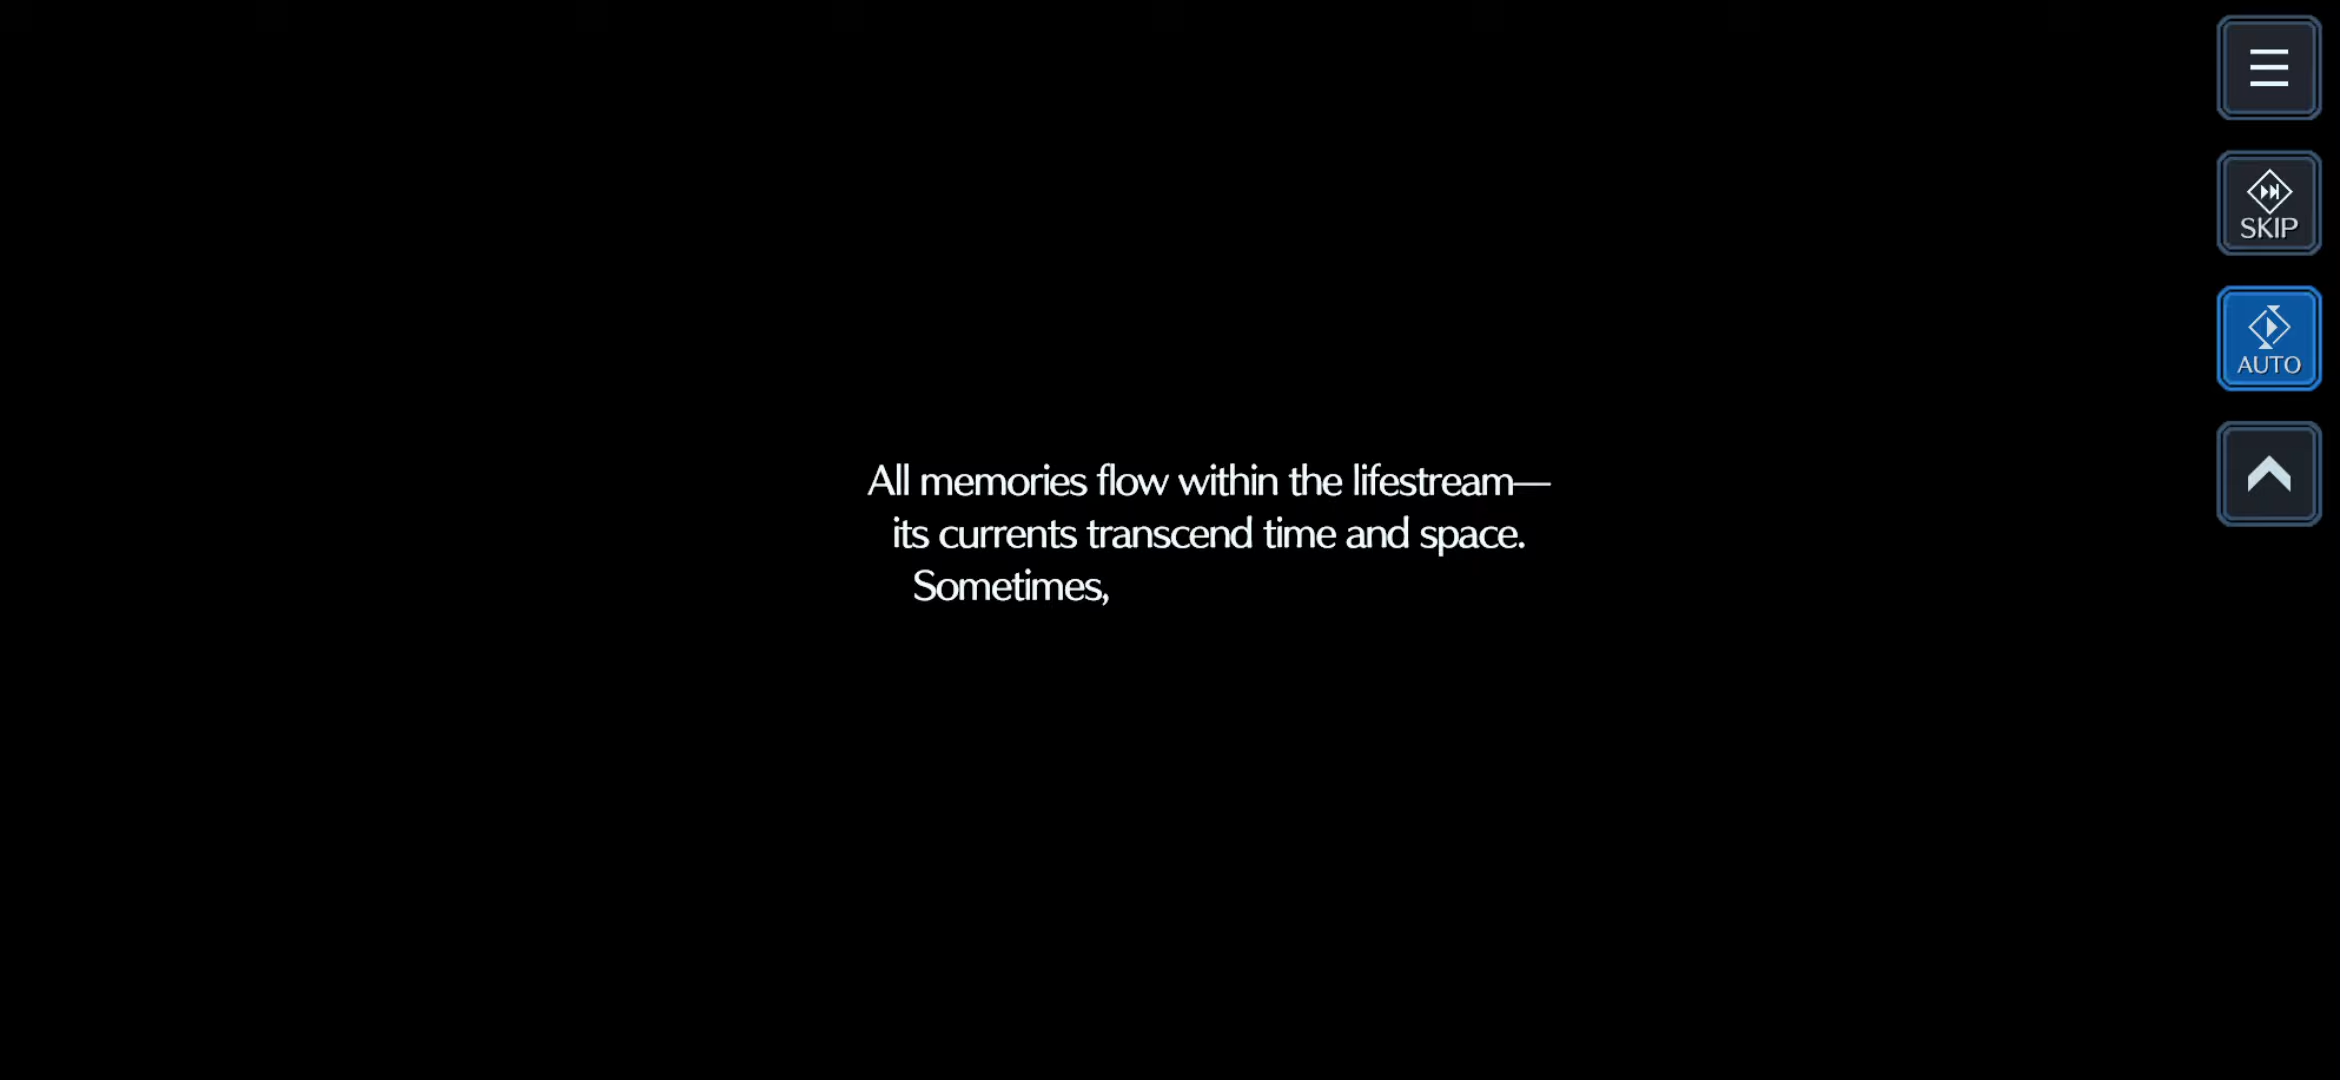 All memories flow within the lifestream—
its currents transcend time and space.
Sometimes,
SKIP
AUTO